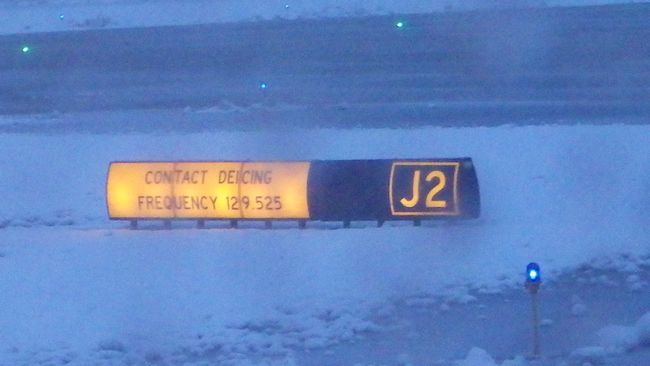 CONTACT DEICING
FREQUENCY 129.525
J2